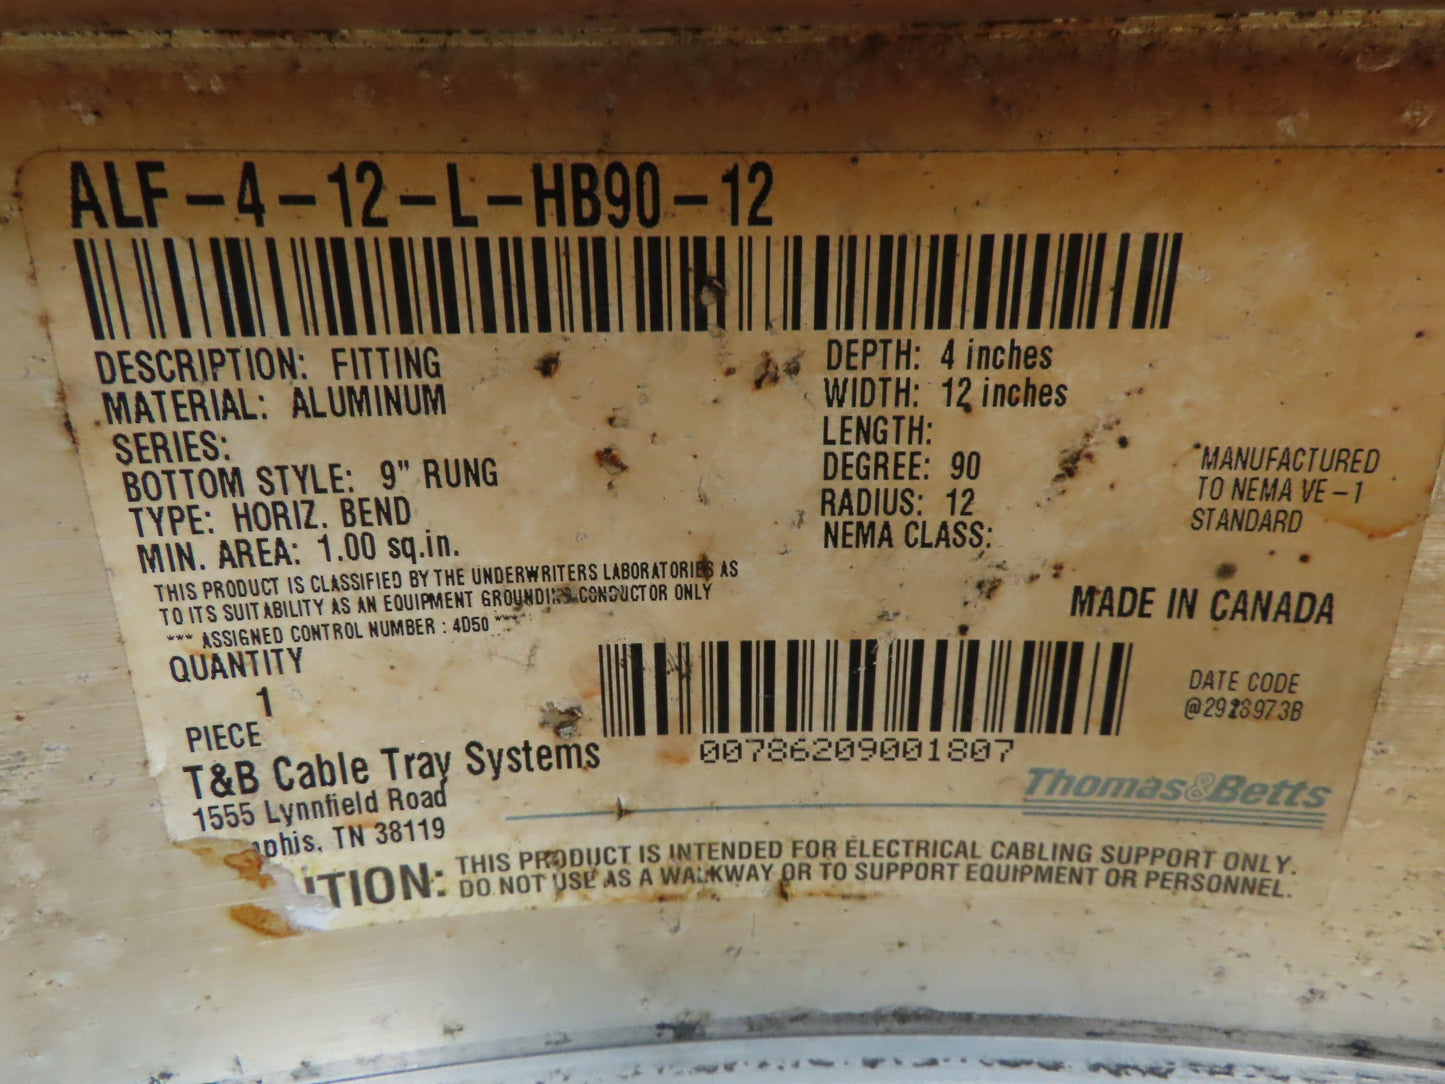 ALF-4-12-L-HB90-12
DESCRIPTION: FITTING
MATERIAL: ALUMINUM
SERIES:
BOTTOM STYLE: 9" RUNG
TYPE: HORIZ. BEND
MIN. AREA: 1.00 sq.in.
THIS PRODUCT IS CLASSIFIED BY THE UNDERWRITERS LABORATORIES AS
TO ITS SUITABILITY AS AN EQUIPMENT GROUNDING CONDUCTOR ONLY
*** ASSIGNED CONTROL NUMBER : 4D50 ***
DEPTH: 4 inches
WIDTH: 12 inches
LENGTH:
DEGREE: 90
RADIUS: 12
NEMA CLASS:
MANUFACTURED
TO NEMA VE-1
STANDARD
MADE IN CANADA
QUANTITY
1
PIECE
00786209001807
DATE CODE
T&B Cable Tray Systems
1555 Lynnfield Road
phis, TN 38119
Thomas&Betts
TION: THIS PRODUCT IS INTENDED FOR ELECTRICAL CABLING SUPPORT ONLY.
DO NOT USE AS A WALKWAY OR TO SUPPORT EQUIPMENT OR PERSONNEL.